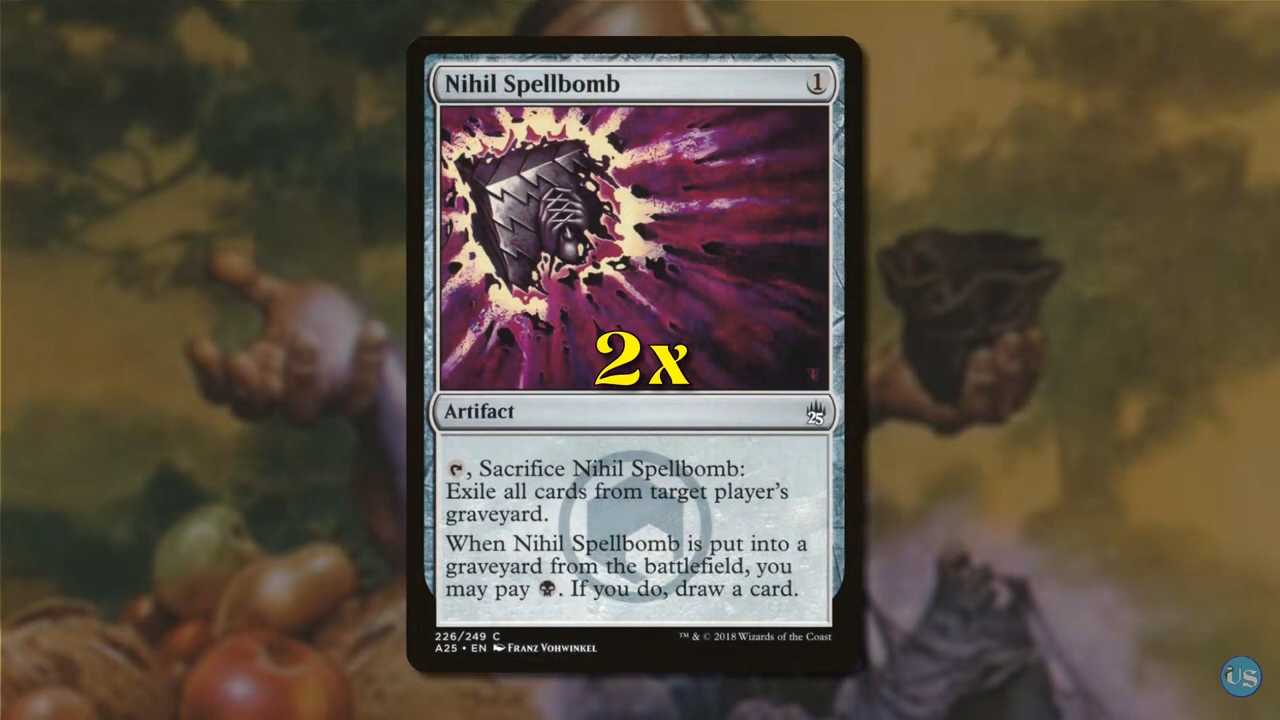 Nihil Spellbomb 1
2x
Artifact
25
, Sacrifice Nihil Spellbomb:
Exile all cards from target player's
graveyard.
When Nihil Spellbomb is put into a
graveyard from the battlefield, you
may pay . If you do, draw a card.
226/249 C
™ & © 2018 Wizards of the Coast
A25 • EN Franz Vohwinkel
US